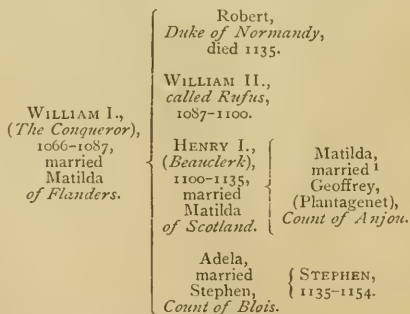 WILLIAM I.,
(The Conqueror),
1066-1087,
married
Matilda
of Flanders.
Robert,
Duke of Normandy,
died 1135.
WILLIAM II.,
called Rufus,
1087-1100.
HENRY I.,
(Beauclerk),
1100-1135,
married
Matilda
of Scotland.
Matilda,
married 1
Geoffrey,
(Plantagenet),
Count of Anjou.
Adela,
married
Stephen,
Count of Blois.
STEPHEN,
1135-1154.